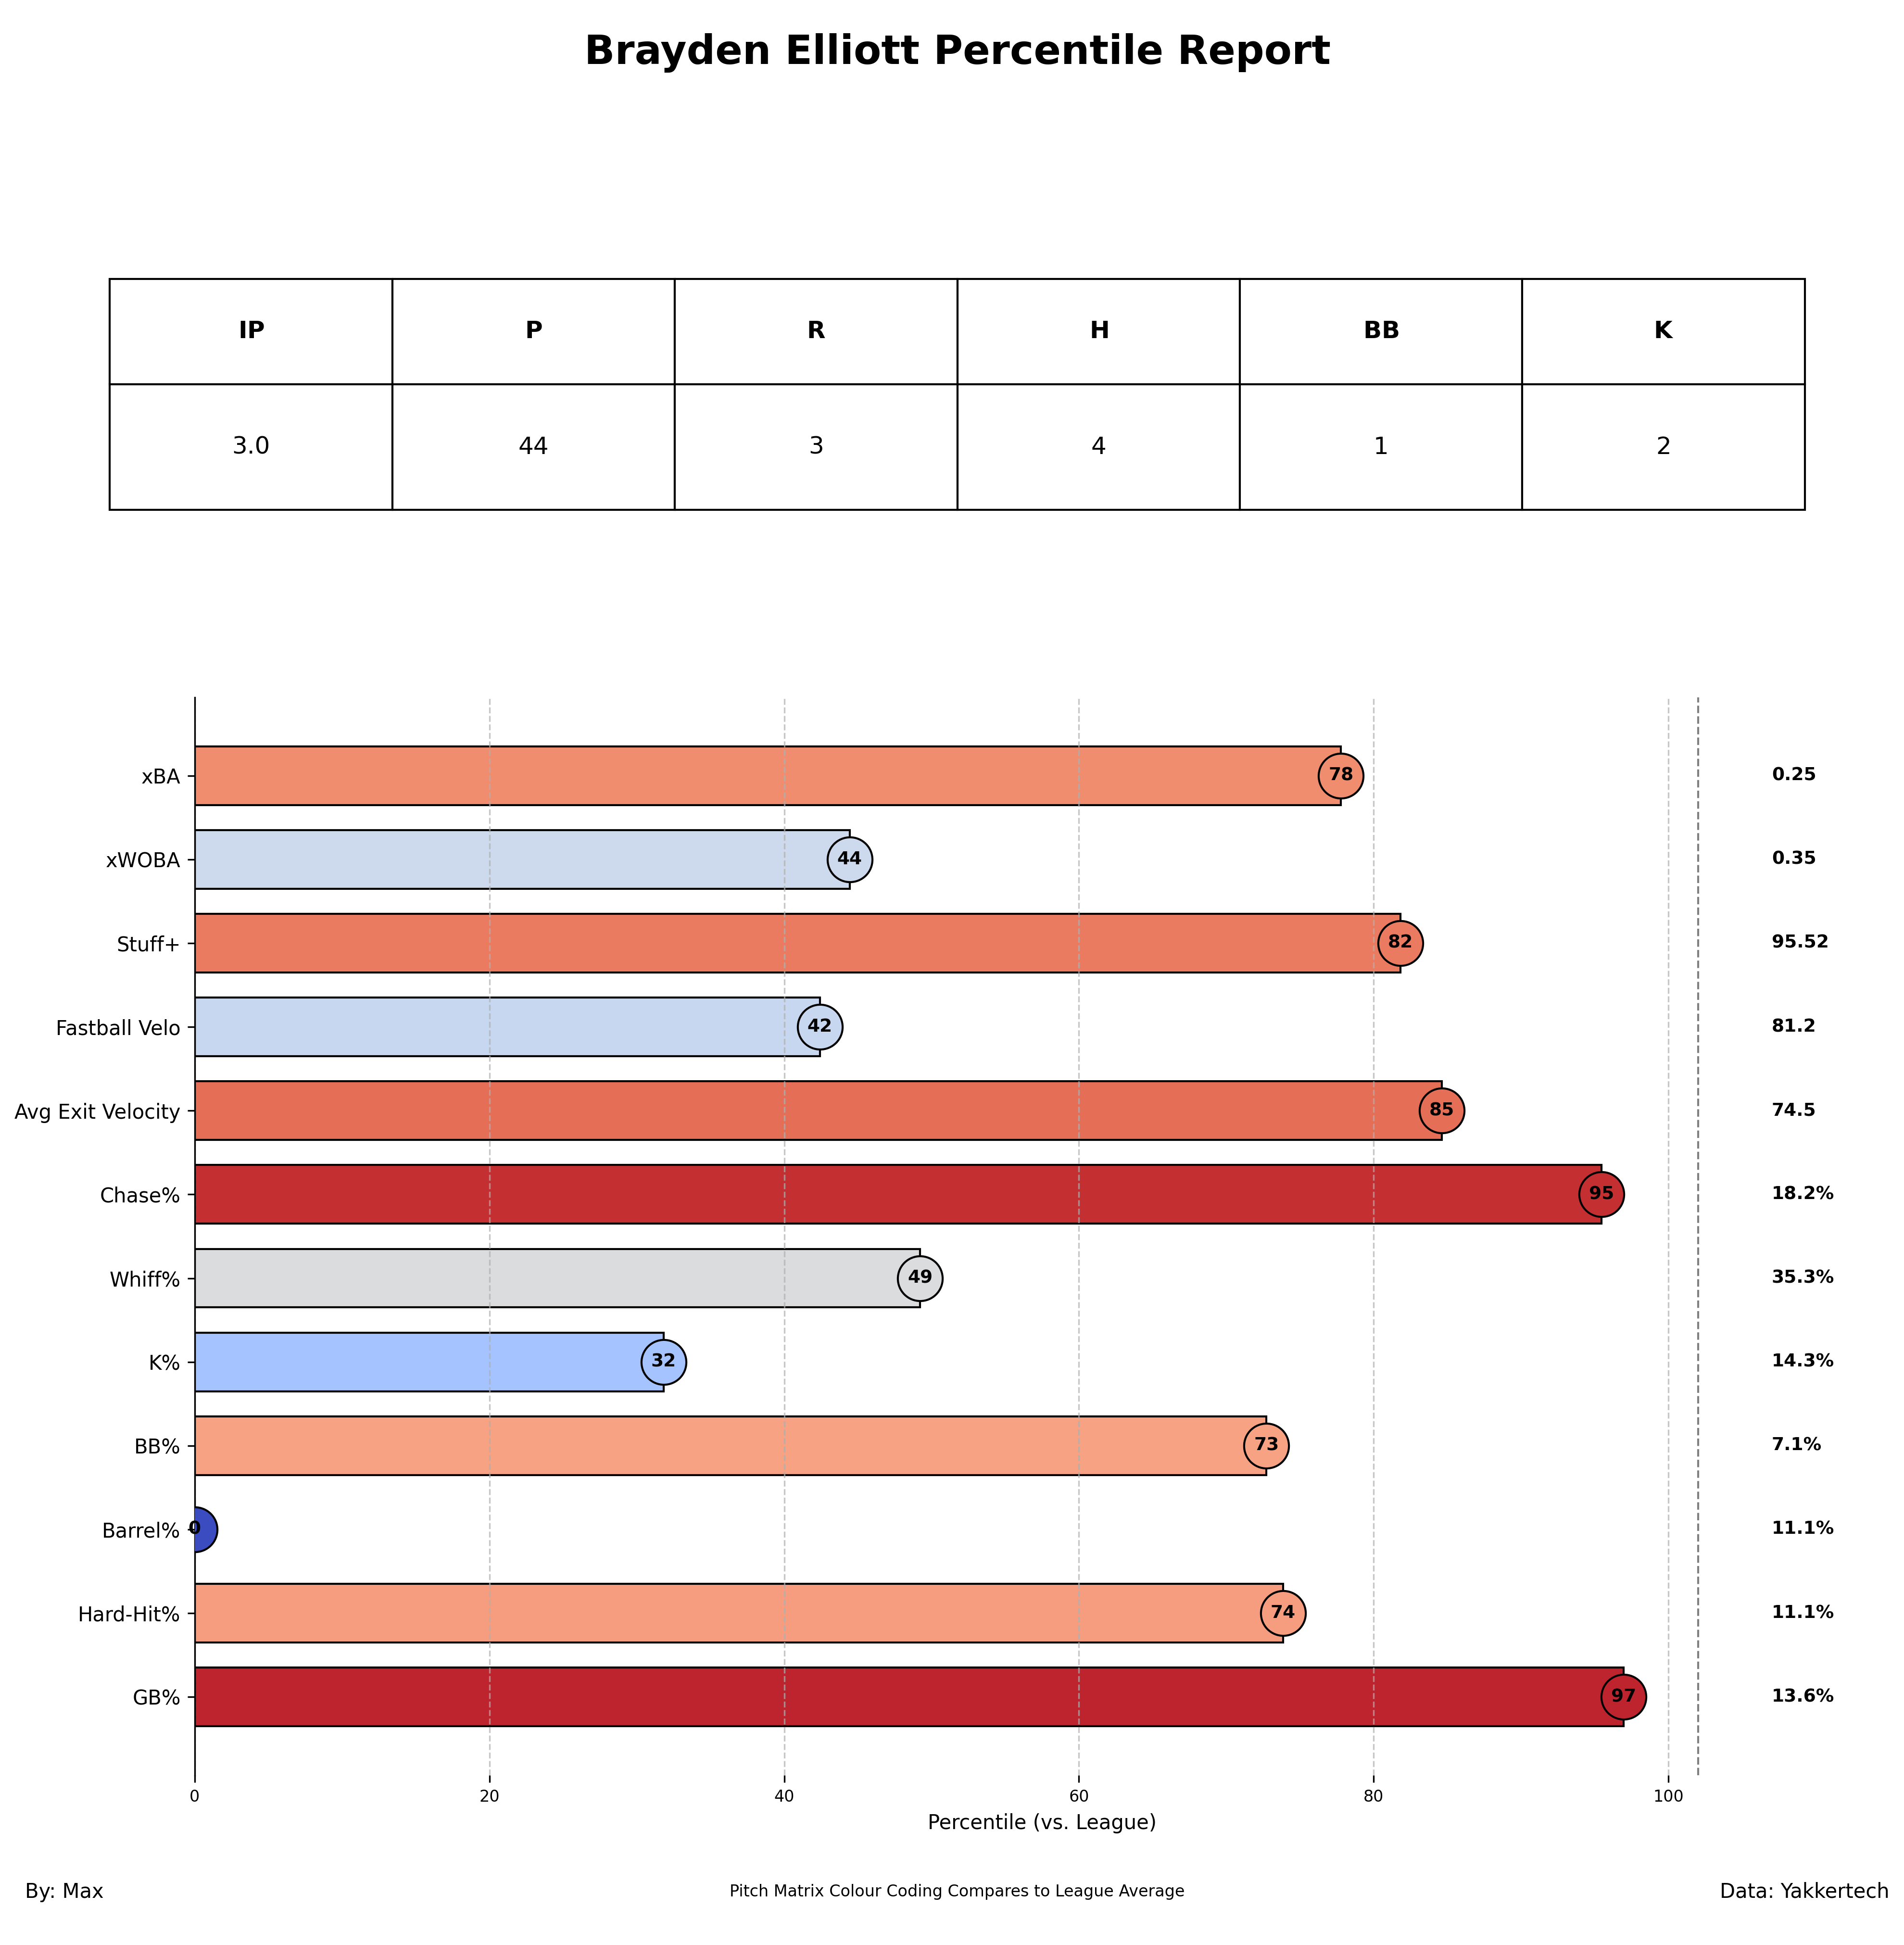 Brayden Elliott Percentile Report
IP P R H BB K
3.0 44 3 4 1 2
xBA 78 0.25
xWOBA 44 0.35
Stuff+ 82 95.52
Fastball Velo 42 81.2
Avg Exit Velocity 85 74.5
Chase% 95 18.2%
Whiff% 49 35.3%
K% 32 14.3%
BB% 73 7.1%
Barrel% 0 11.1%
Hard-Hit% 74 11.1%
GB% 97 13.6%
0 20 40 60 80 100
Percentile (vs. League)
By: Max Pitch Matrix Colour Coding Compares to League Average Data: Yakkertech